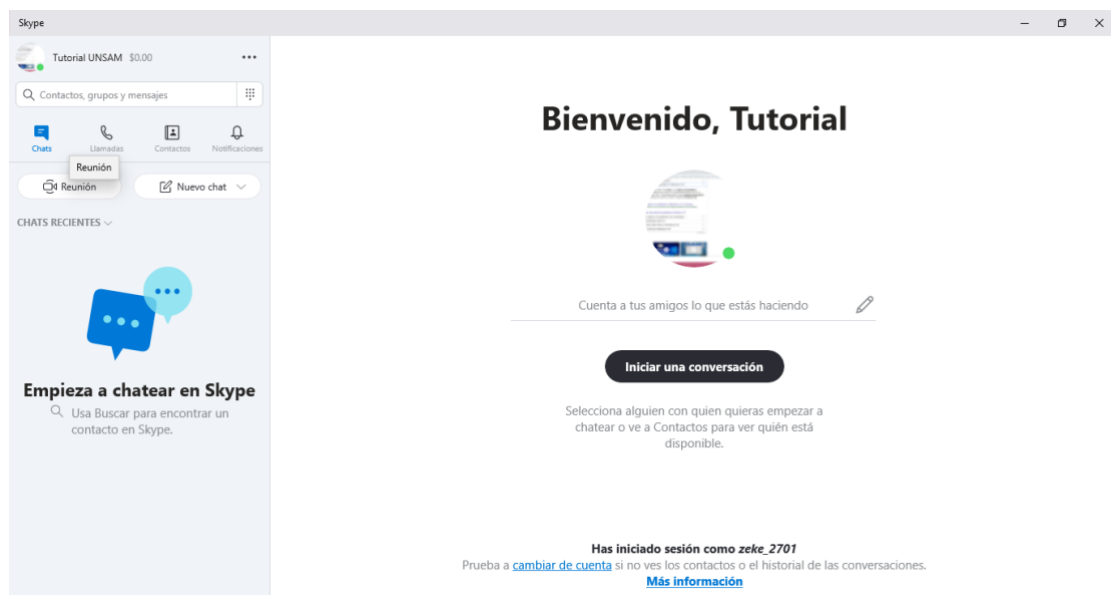 Skype
Tutorial UNSAM $0.00
Contactos, grupos y mensajes
Chats Llamadas Contactos Notificaciones
Reunión
Reunión Nuevo chat
CHATS RECIENTES
Empieza a chatear en Skype
Usa Buscar para encontrar un
contacto en Skype.
Bienvenido, Tutorial
Cuenta a tus amigos lo que estás haciendo
Iniciar una conversación
Selecciona alguien con quien quieras empezar a
chatear o ve a Contactos para ver quién está
disponible.
Has iniciado sesión como zeke_2701
Prueba a cambiar de cuenta si no ves los contactos o el historial de las conversaciones.
Más información